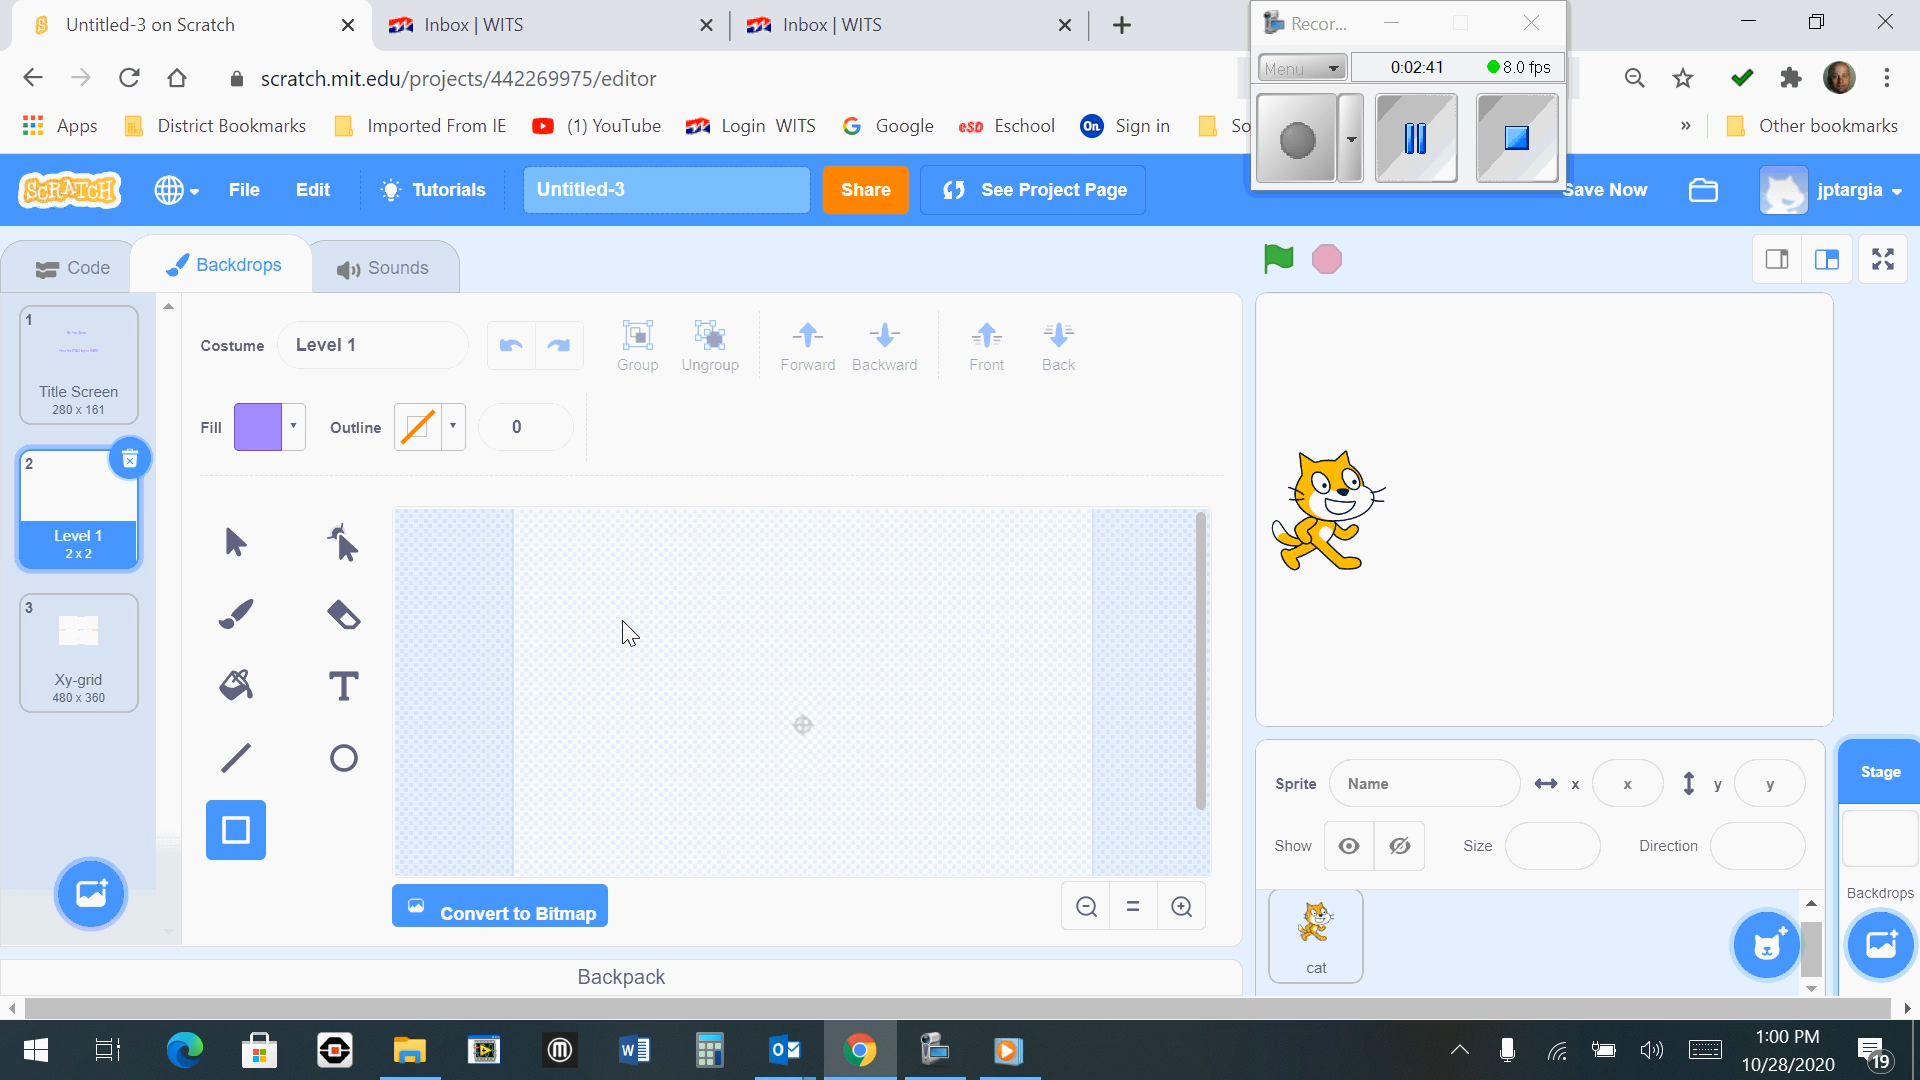 Untitled-3 on Scratch
Inbox | WITS
Inbox | WITS
Recor...
scratch.mit.edu/projects/442269975/editor
Menu
0:02:41
8.0 fps
Apps
District Bookmarks
Imported From IE
(1) YouTube
Login WITS
Google
esD Eschool
On. Sign in
So
»
Other bookmarks
SCRATCH
File
Edit
Tutorials
Untitled-3
Share
See Project Page
Save Now
jptargia
Code
Backdrops
Sounds
1
Title Screen
280 x 161
2
Level 1
2 x 2
3
Xy-grid
480 x 360
Costume
Level 1
Group
Ungroup
Forward
Backward
Front
Back
Fill
Outline
0
T
Convert to Bitmap
=
Backpack
Sprite
Name
x
x
y
y
Show
Size
Direction
cat
Stage
Backdrops
1:00 PM
10/28/2020
19